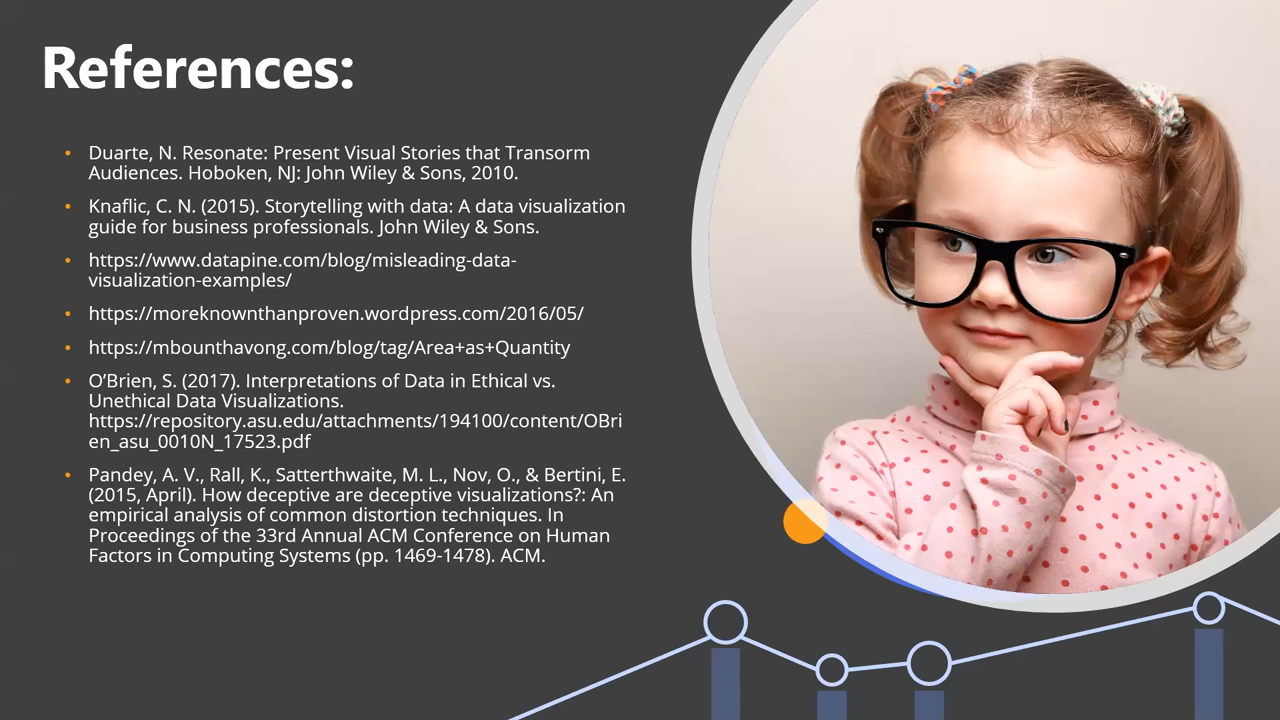 References:
• Duarte, N. Resonate: Present Visual Stories that Transorm
Audiences. Hoboken, NJ: John Wiley & Sons, 2010.
• Knaflic, C. N. (2015). Storytelling with data: A data visualization
guide for business professionals. John Wiley & Sons.
• https://www.datapine.com/blog/misleading-data-
visualization-examples/
• https://moreknownthanproven.wordpress.com/2016/05/
• https://mbounthavong.com/blog/tag/Area+as+Quantity
• O’Brien, S. (2017). Interpretations of Data in Ethical vs.
Unethical Data Visualizations.
https://repository.asu.edu/attachments/194100/content/OBri
en_asu_0010N_17523.pdf
• Pandey, A. V., Rall, K., Satterthwaite, M. L., Nov, O., & Bertini, E.
(2015, April). How deceptive are deceptive visualizations?: An
empirical analysis of common distortion techniques. In
Proceedings of the 33rd Annual ACM Conference on Human
Factors in Computing Systems (pp. 1469-1478). ACM.